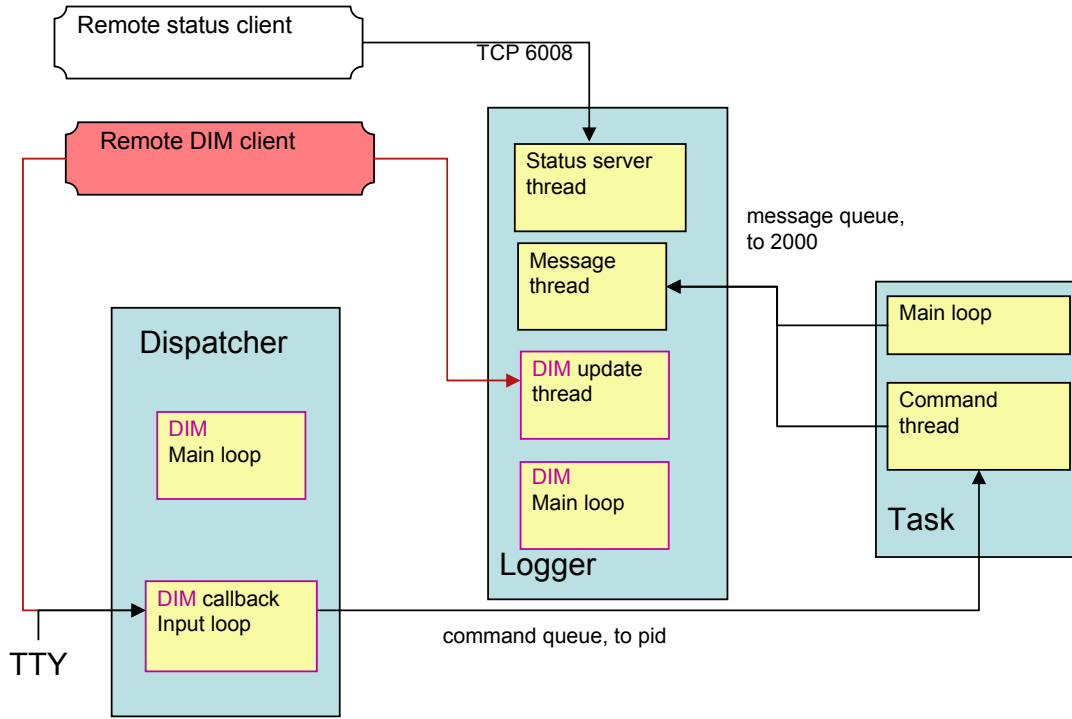 Remote status client
TCP 6008
Remote DIM client
Status server
thread
message queue,
to 2000
Message
thread
Main loop
Dispatcher
DIM update
thread
Command
thread
DIM
Main loop
DIM
Main loop
Task
Logger
DIM callback
Input loop
command queue, to pid
TTY